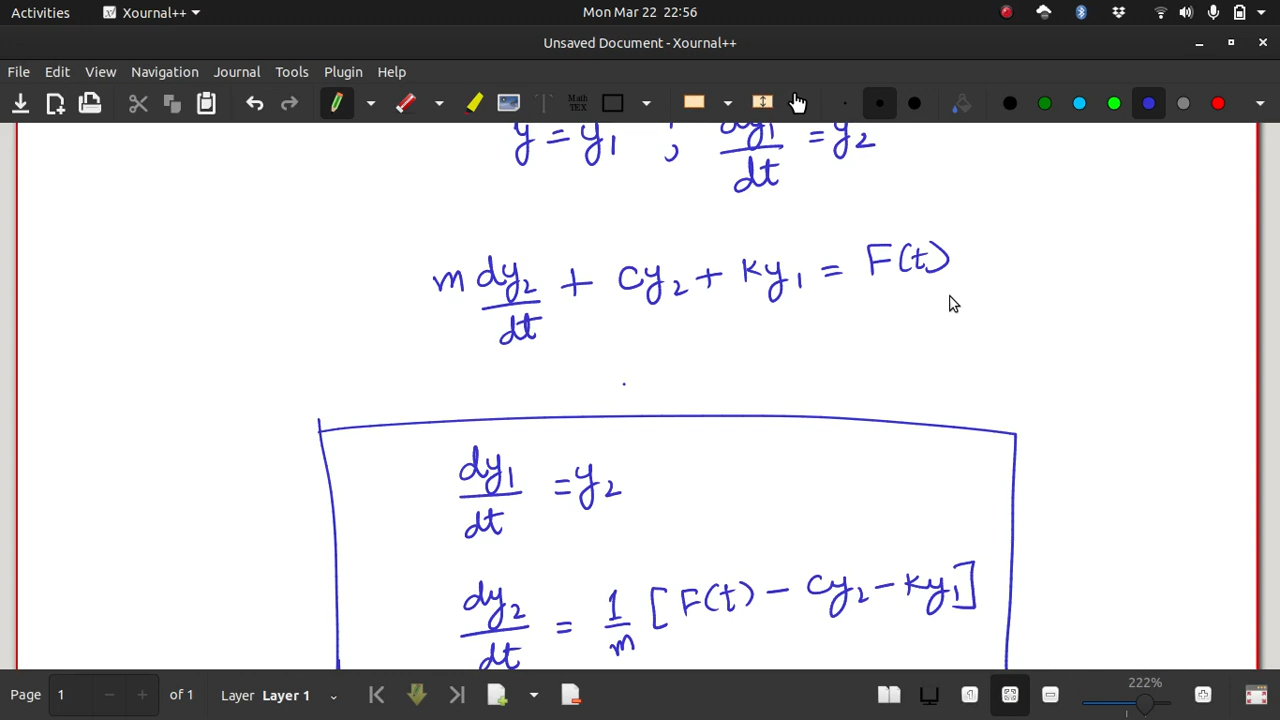 Activities Xournal++ Mon Mar 22 22:56
Unsaved Document - Xournal++
File Edit View Navigation Journal Tools Plugin Help
Math TEX
y = y₁ ; dy₁/dt = y₂
m dy₂/dt + Cy₂ + ky₁ = F(t)
dy₁/dt = y₂
dy₂/dt = 1/m [F(t) - Cy₂ - ky₁]
222%
Page 1 of 1 Layer Layer 1